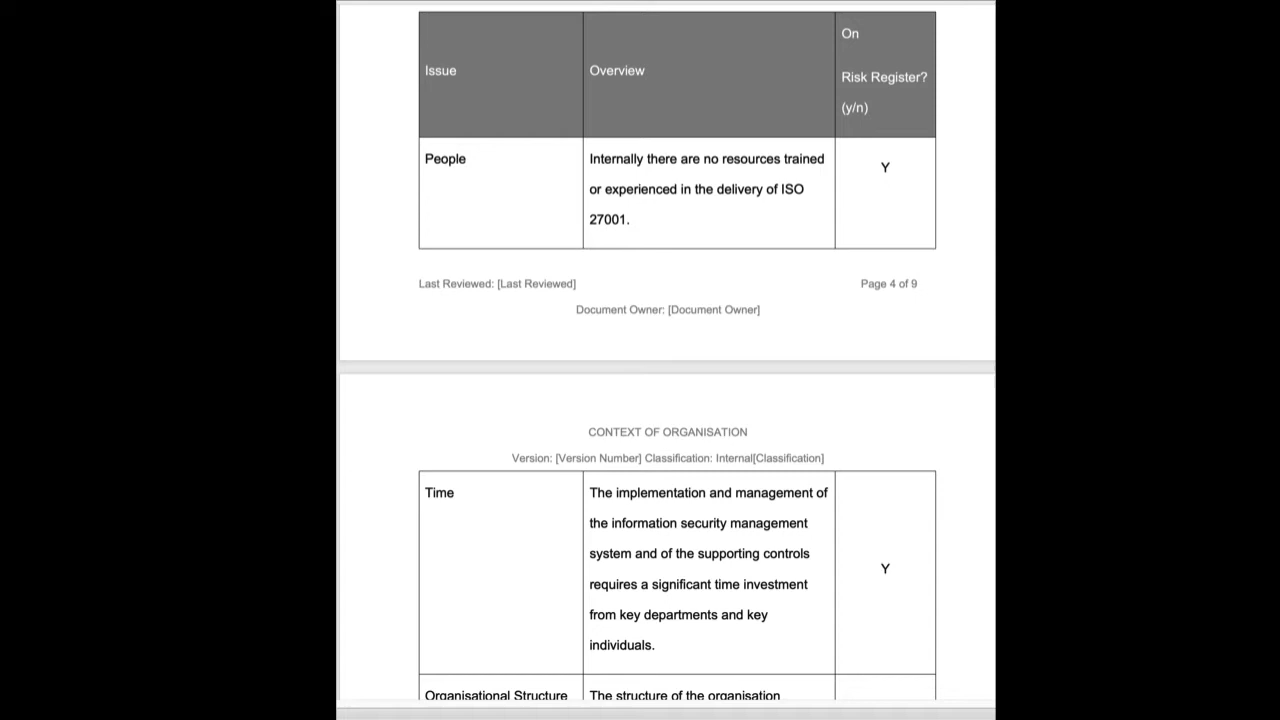 Issue
Overview
On
Risk Register?
(y/n)
People
Internally there are no resources trained
or experienced in the delivery of ISO
27001.
Y
Last Reviewed: [Last Reviewed]
Page 4 of 9
Document Owner: [Document Owner]
CONTEXT OF ORGANISATION
Version: [Version Number] Classification: Internal[Classification]
Time
The implementation and management of
the information security management
system and of the supporting controls
requires a significant time investment
from key departments and key
individuals.
Y
Organisational Structure
The structure of the organisation